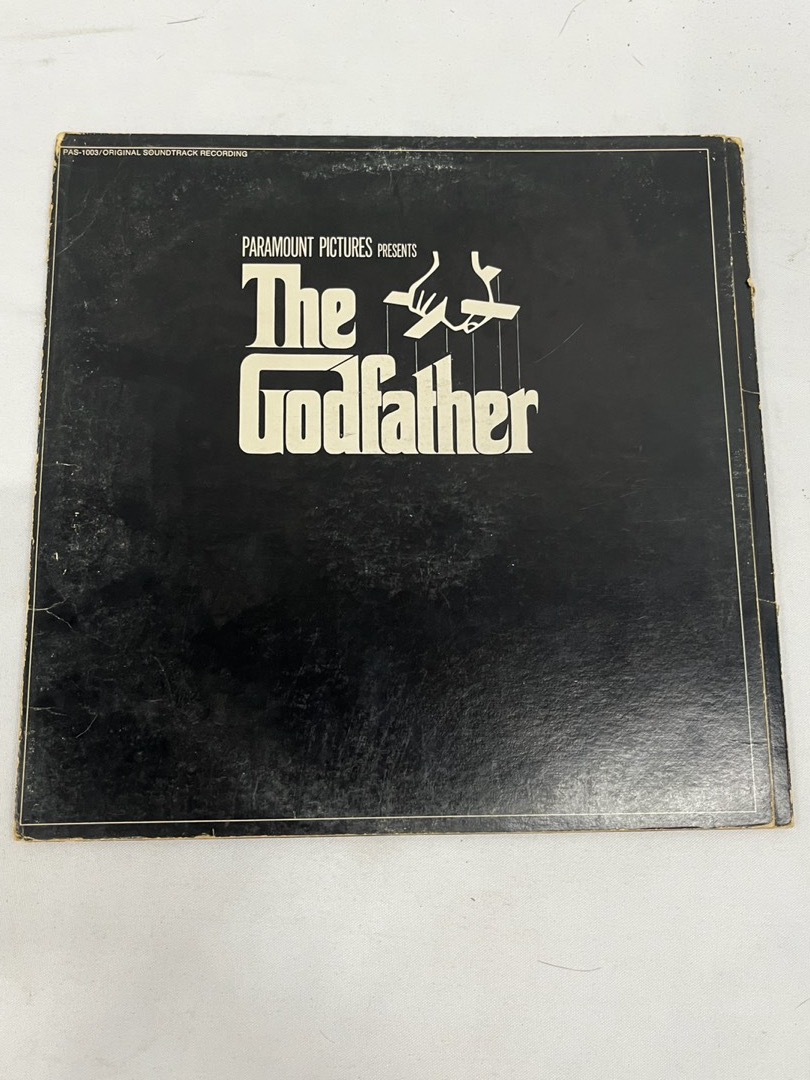 PAS-1003/ORIGINAL SOUNDTRACK RECORDING
PARAMOUNT PICTURES PRESENTS
The
Godfather